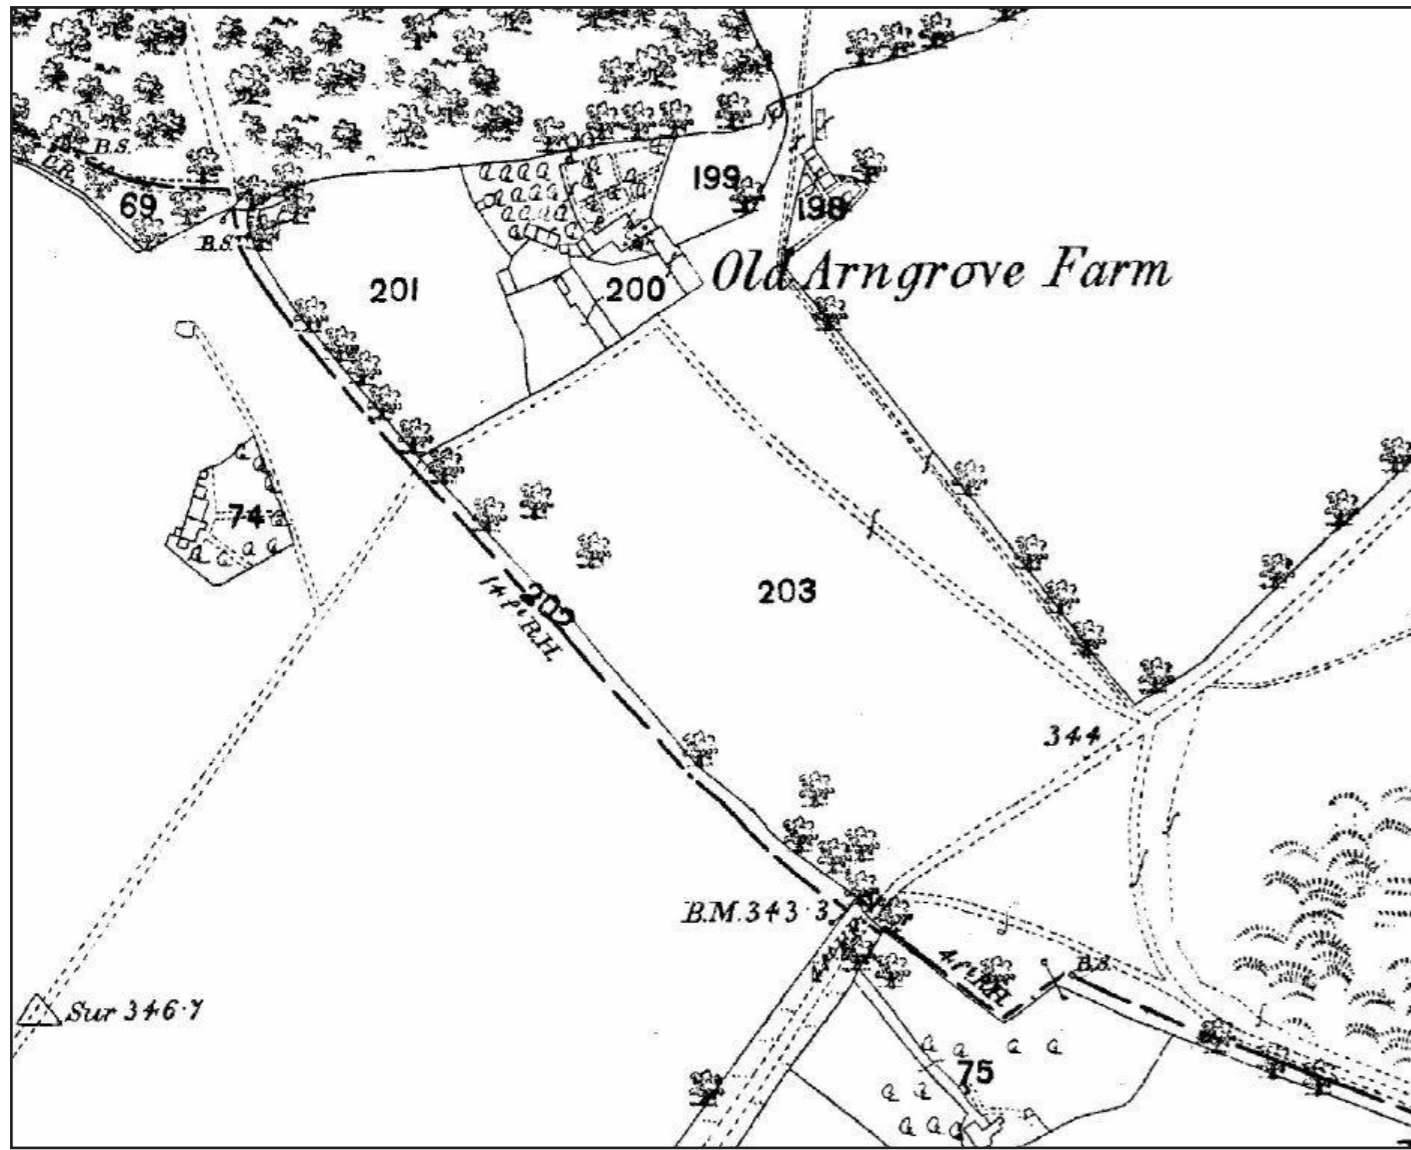 B.S.
C.R.
69
B.S.
199
198
Old Arngrove Farm
201
200
74
202
14 ft R.H.
203
344
B.M. 343·3
4 ft R.H.
B.S.
Sur 346·7
75